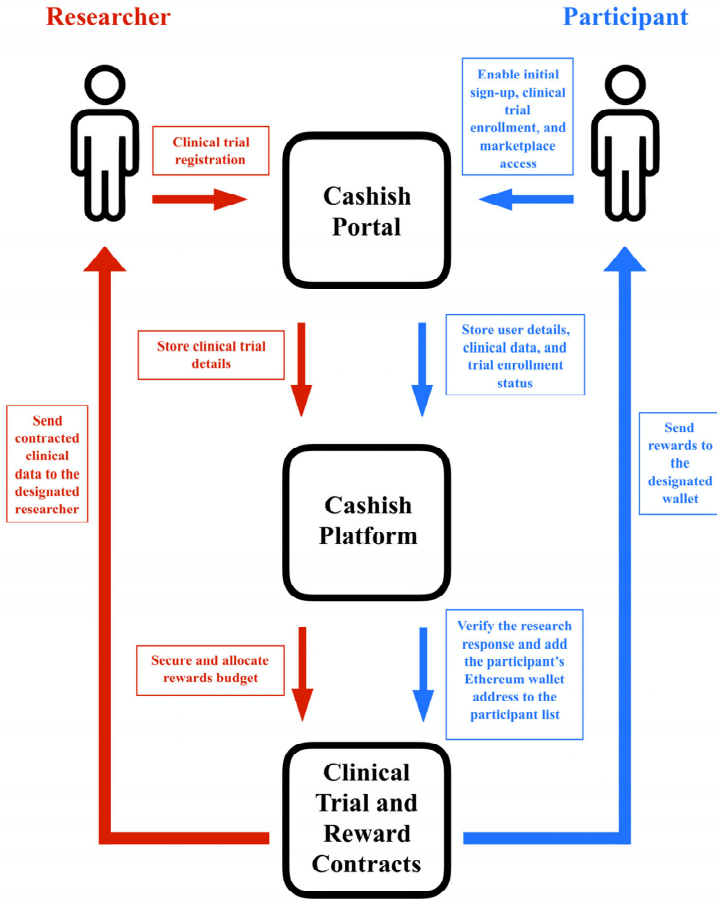 Researcher
Participant
Enable initial
sign-up, clinical
trial
enrollment, and
marketplace
access
Clinical trial
registration
Cashish
Portal
Store clinical trial
details
Store user details,
clinical data, and
trial enrollment
status
Send
contracted
clinical
data to the
designated
researcher
Send
rewards to
the
designated
wallet
Cashish
Platform
Secure and allocate
rewards budget
Verify the research
response and add
the participant's
Ethereum wallet
address to the
participant list
Clinical
Trial and
Reward
Contracts